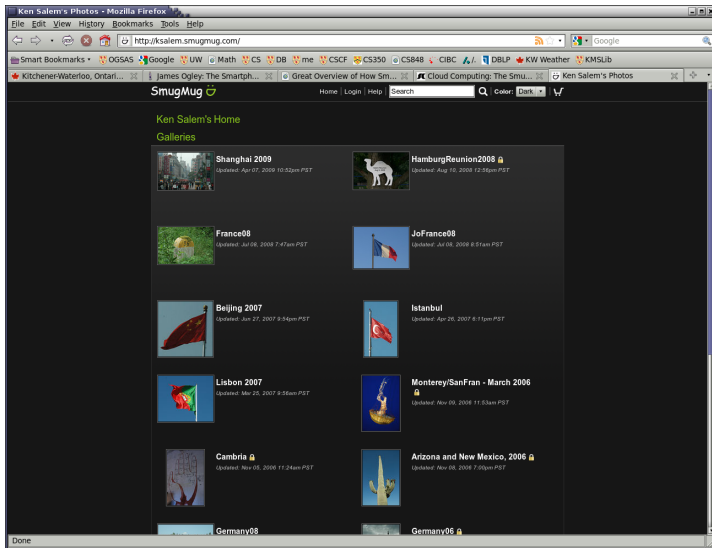 Ken Salem's Photos - Mozilla Firefox
File Edit View History Bookmarks Tools Help
http://ksalem.smugmug.com/ Google
Smart Bookmarks OGSAS Google UW Math CS DB me CSCF CS350 CS848 CIBC DBLP KW Weather KMSLib
Kitchener-Waterloo, Ontari... James Ogley: The Smartph... Great Overview of How Sm... Cloud Computing: The Smu... Ken Salem's Photos
SmugMug Home Login Help Search Color: Dark
Ken Salem's Home
Galleries
Shanghai 2009
Updated: Apr 07, 2009 10:52pm PST
HamburgReunion2008
Updated: Aug 10, 2008 12:56pm PST
France08
Updated: Jul 08, 2008 7:47am PST
JoFrance08
Updated: Jul 08, 2008 8:51am PST
Beijing 2007
Updated: Jun 27, 2007 9:54pm PST
Istanbul
Updated: Apr 26, 2007 6:11pm PST
Lisbon 2007
Updated: Mar 25, 2007 9:56am PST
Monterey/SanFran - March 2006
Updated: Nov 09, 2006 11:53am PST
Cambria
Updated: Nov 05, 2006 11:24am PST
Arizona and New Mexico, 2006
Updated: Nov 08, 2006 7:00pm PST
Germany08
Germany06
Done